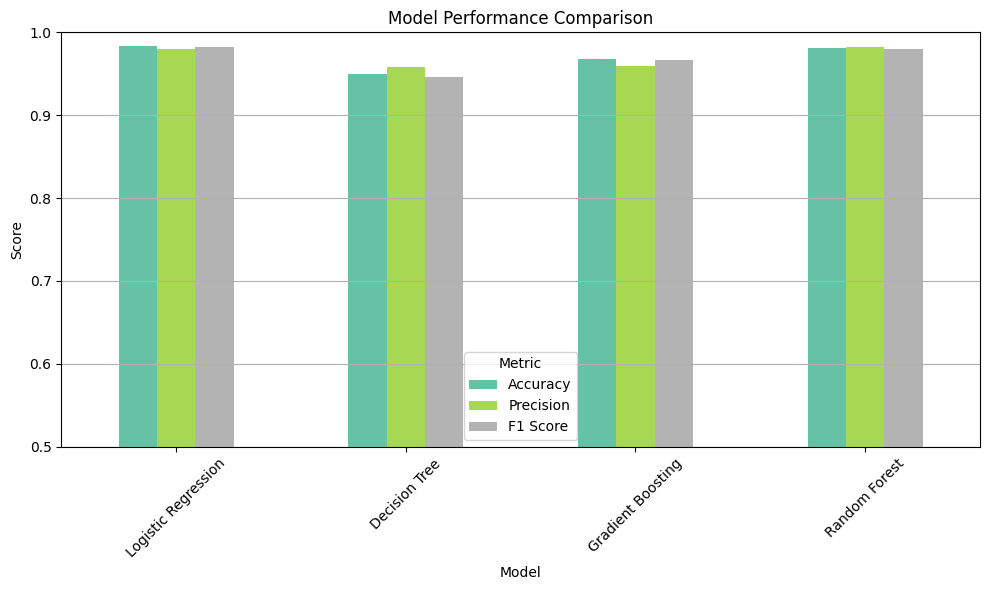 Model Performance Comparison
Score
1.0
0.9
0.8
0.7
0.6
0.5
Metric
Accuracy
Precision
F1 Score
Logistic Regression
Decision Tree
Gradient Boosting
Random Forest
Model